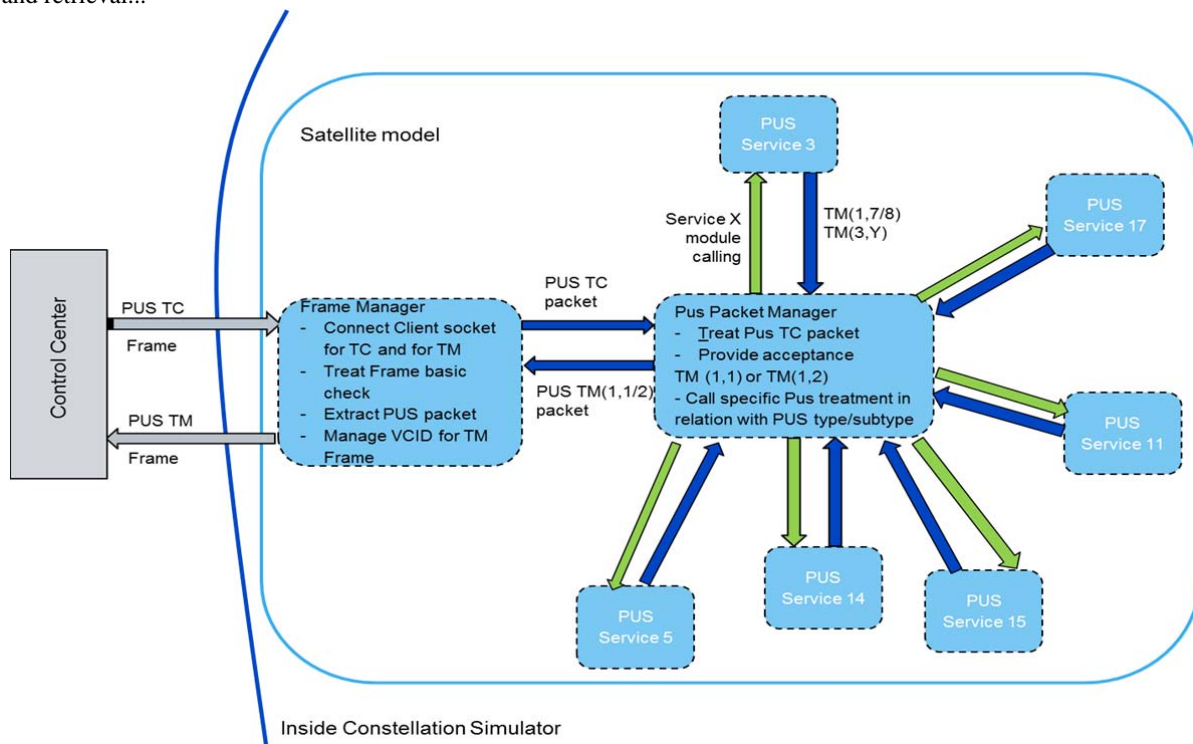 and retrieval...
Satellite model
PUS
Service 3
PUS
Service 17
Service X
module
calling
TM(1,7/8)
TM(3,Y)
Control Center
PUS TC
Frame
PUS TM
Frame
Frame Manager
- Connect Client socket
for TC and for TM
- Treat Frame basic
check
- Extract PUS packet
- Manage VCID for TM
Frame
PUS TC
packet
PUS TM(1,1/2)
packet
Pus Packet Manager
- Treat Pus TC packet
- Provide acceptance
TM (1,1) or TM(1,2)
- Call specific Pus treatment in
relation with PUS type/subtype
PUS
Service 11
PUS
Service 5
PUS
Service 14
PUS
Service 15
Inside Constellation Simulator